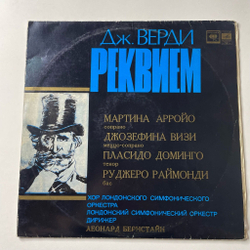 Дж. ВЕРДИ
РЕКВИЕМ
МАРТИНА АРРОЙО
сопрано
ДЖОЗЕФИНА ВИЗИ
меццо-сопрано
ПЛАСИДО ДОМИНГО
тенор
РУДЖЕРО РАЙМОНДИ
бас
ХОР ЛОНДОНСКОГО СИМФОНИЧЕСКОГО
ОРКЕСТРА
ЛОНДОНСКИЙ СИМФОНИЧЕСКИЙ ОРКЕСТР
ДИРИЖЕР
ЛЕОНАРД БЕРНСТАЙН